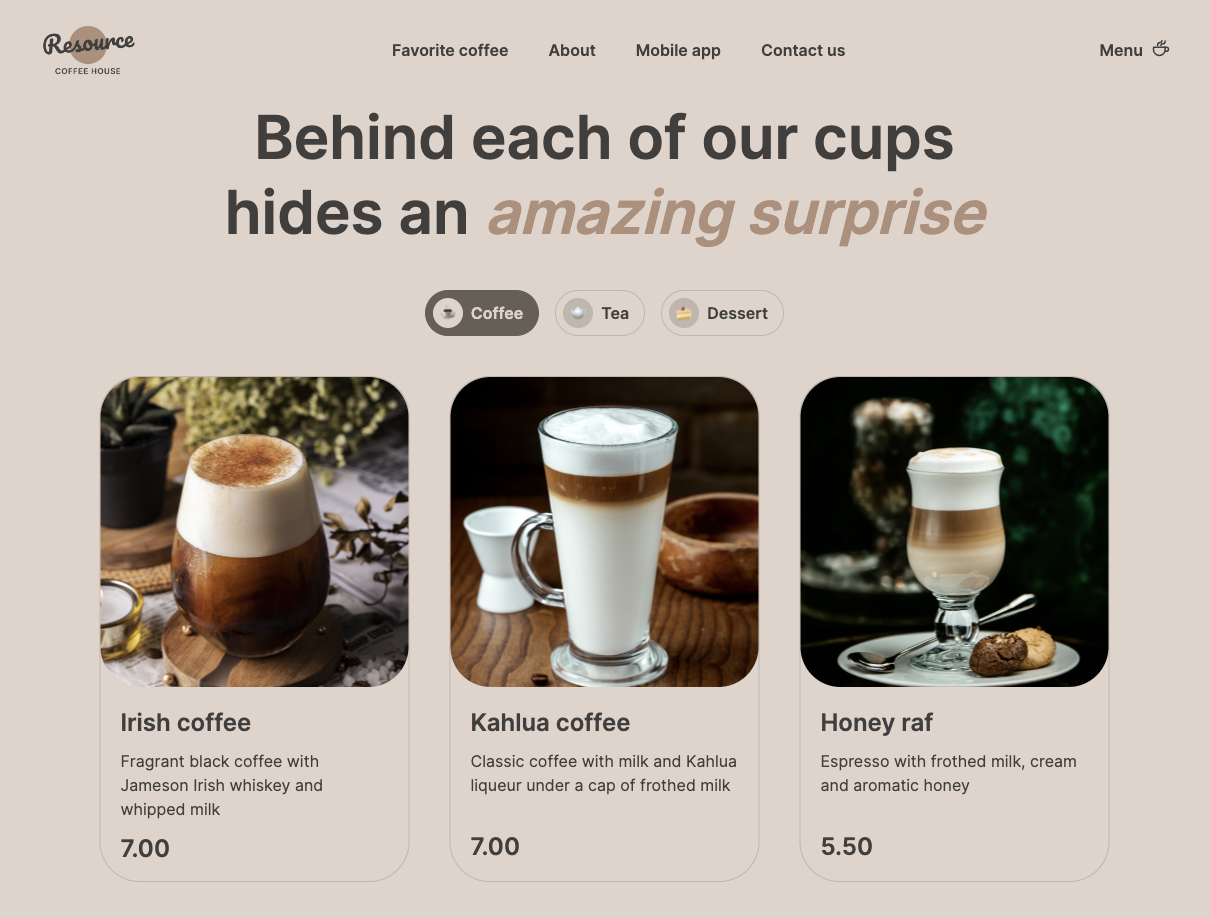 Resource
COFFEE HOUSE
Favorite coffee
About
Mobile app
Contact us
Menu
Behind each of our cups
hides an amazing surprise
Coffee
Tea
Dessert
Irish coffee
Fragrant black coffee with
Jameson Irish whiskey and
whipped milk
7.00
Kahlua coffee
Classic coffee with milk and Kahlua
liqueur under a cap of frothed milk
7.00
Honey raf
Espresso with frothed milk, cream
and aromatic honey
5.50